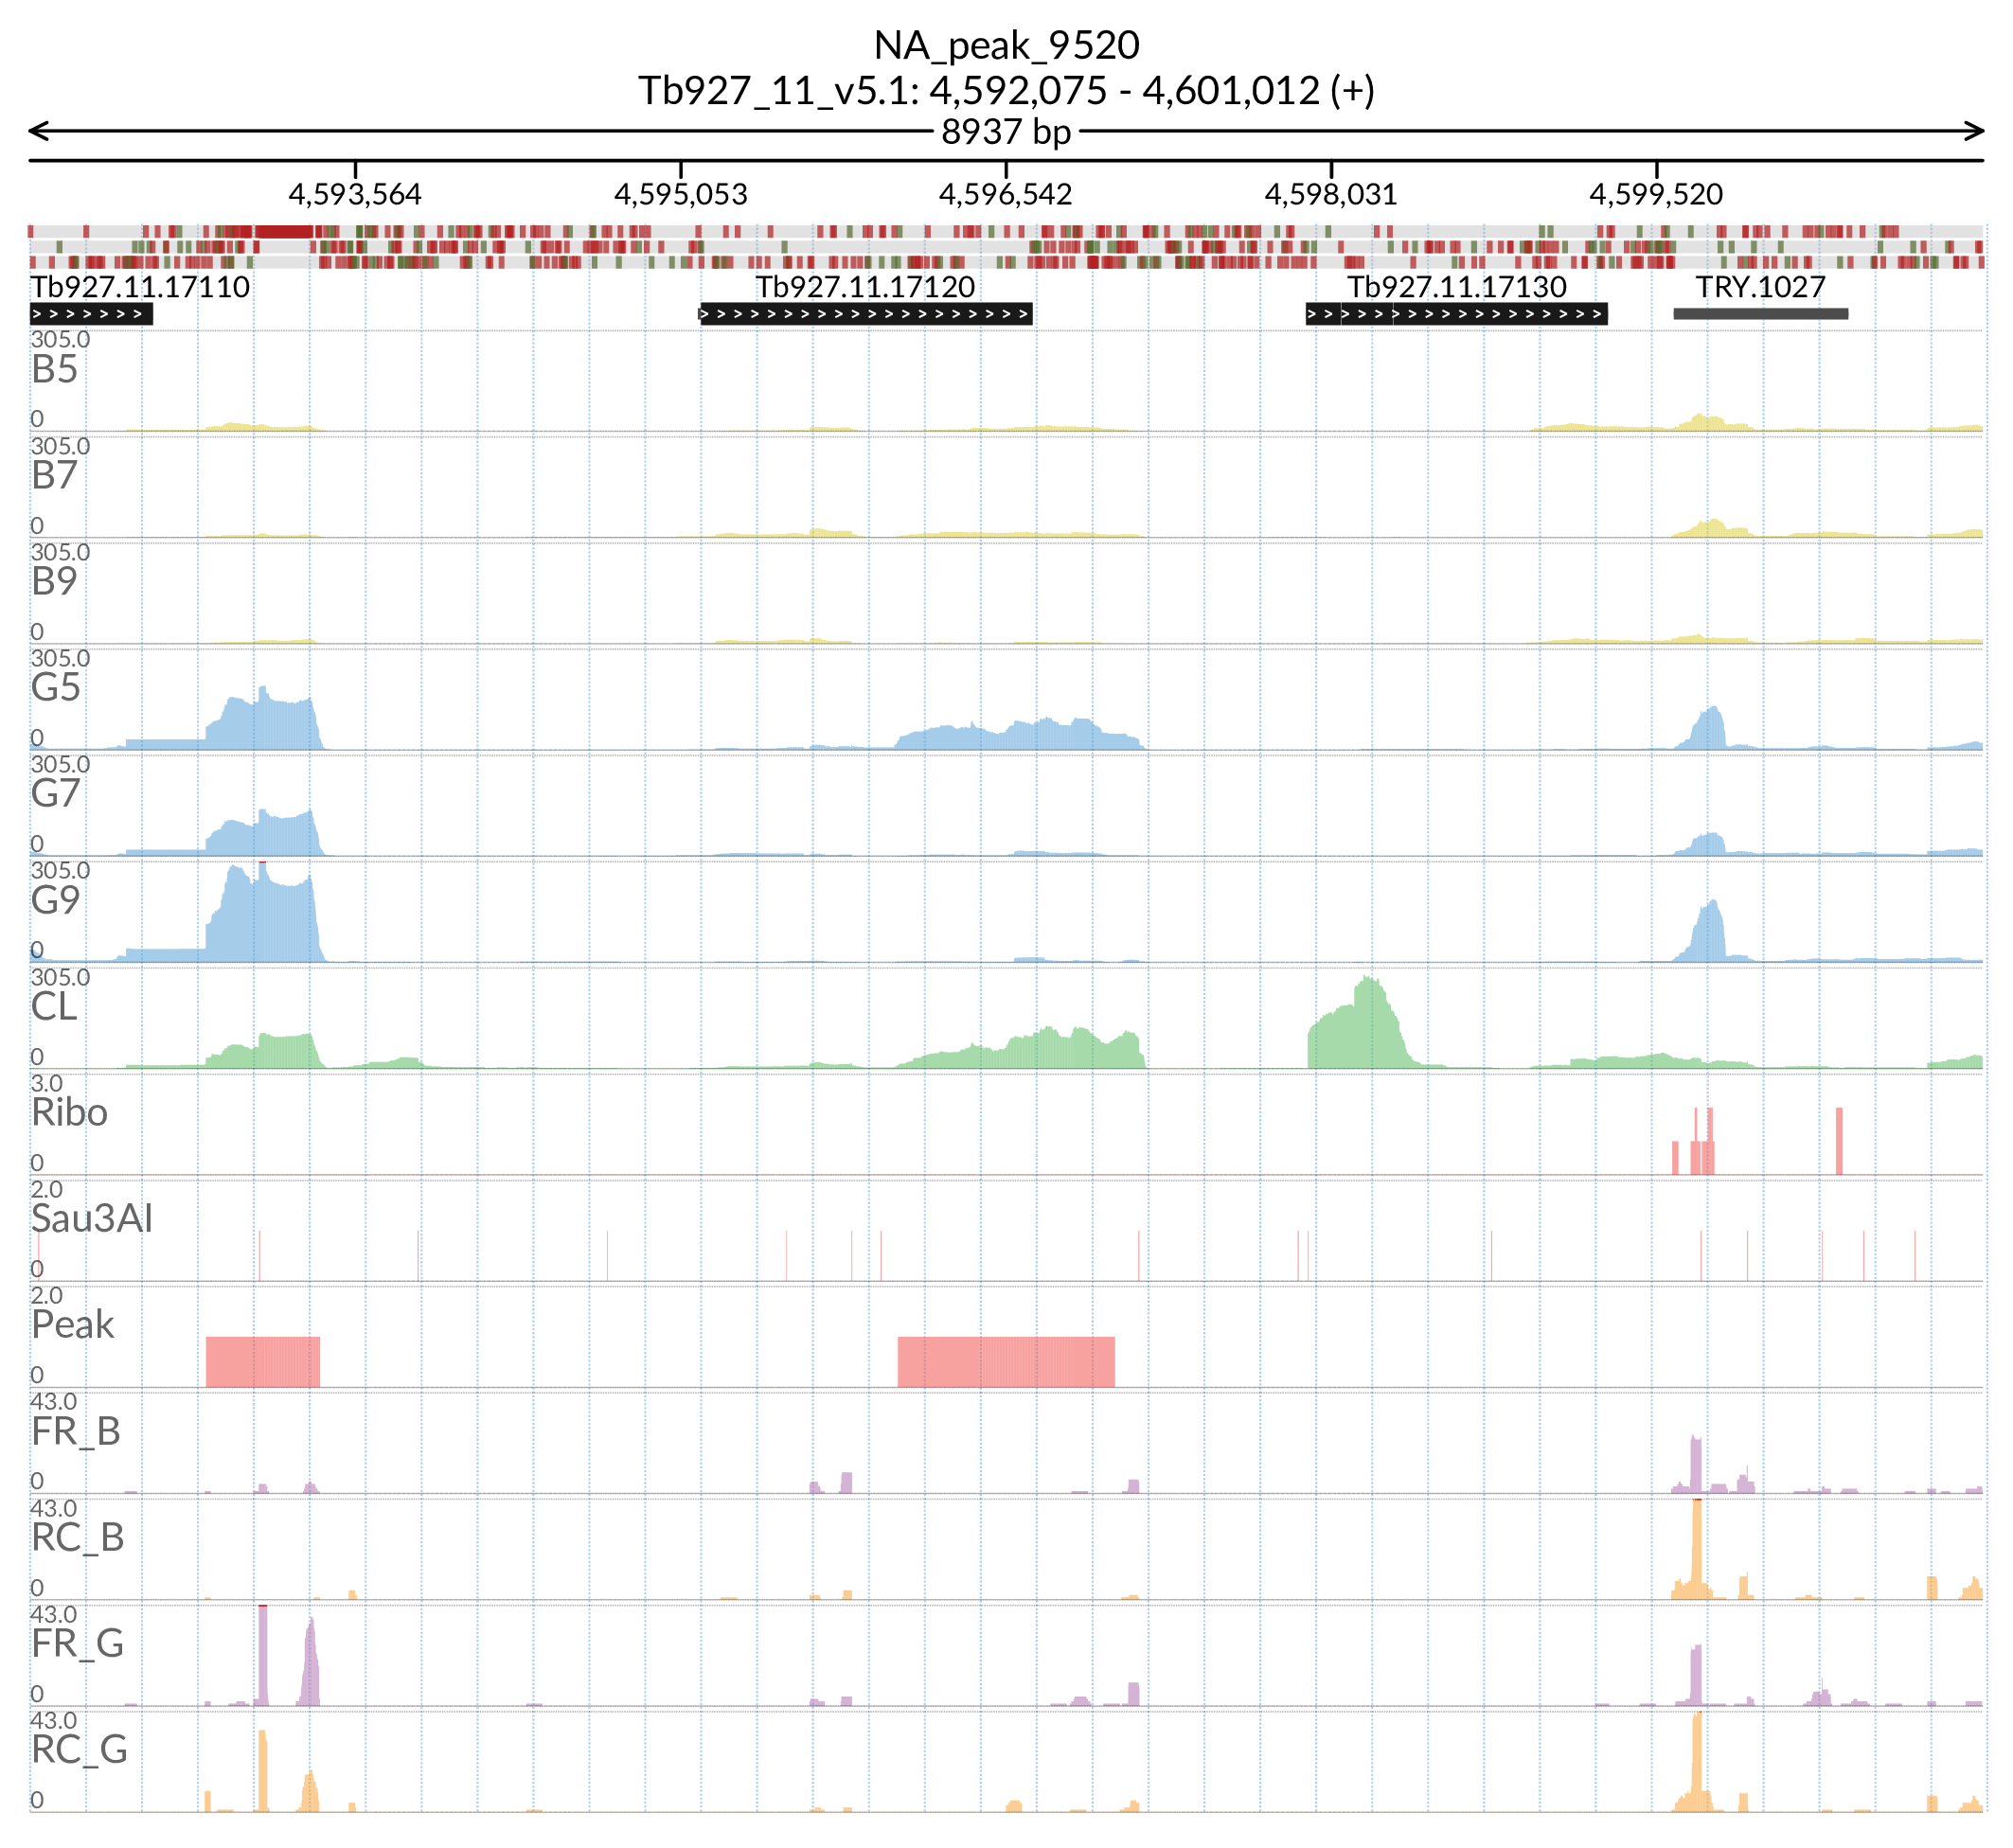 NA_peak_9520
Tb927_11_v5.1: 4,592,075 - 4,601,012 (+)
8937 bp
4,593,564 4,595,053 4,596,542 4,598,031 4,599,520
Tb927.11.17110 Tb927.11.17120 Tb927.11.17130 TRY.1027
305.0
B5
0
305.0
B7
0
305.0
B9
0
305.0
G5
0
305.0
G7
0
305.0
G9
0
305.0
CL
0
3.0
Ribo
0
2.0
Sau3AI
0
2.0
Peak
0
43.0
FR_B
0
43.0
RC_B
0
43.0
FR_G
0
43.0
RC_G
0